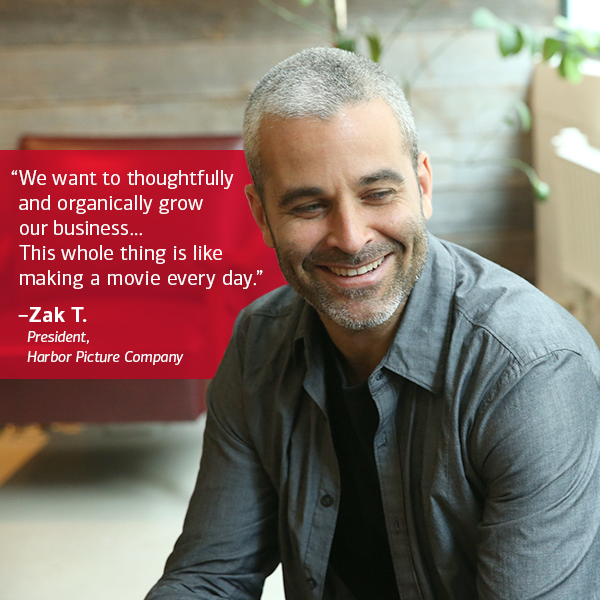 “We want to thoughtfully
and organically grow
our business...
This whole thing is like
making a movie every day.”
–Zak T.
President,
Harbor Picture Company